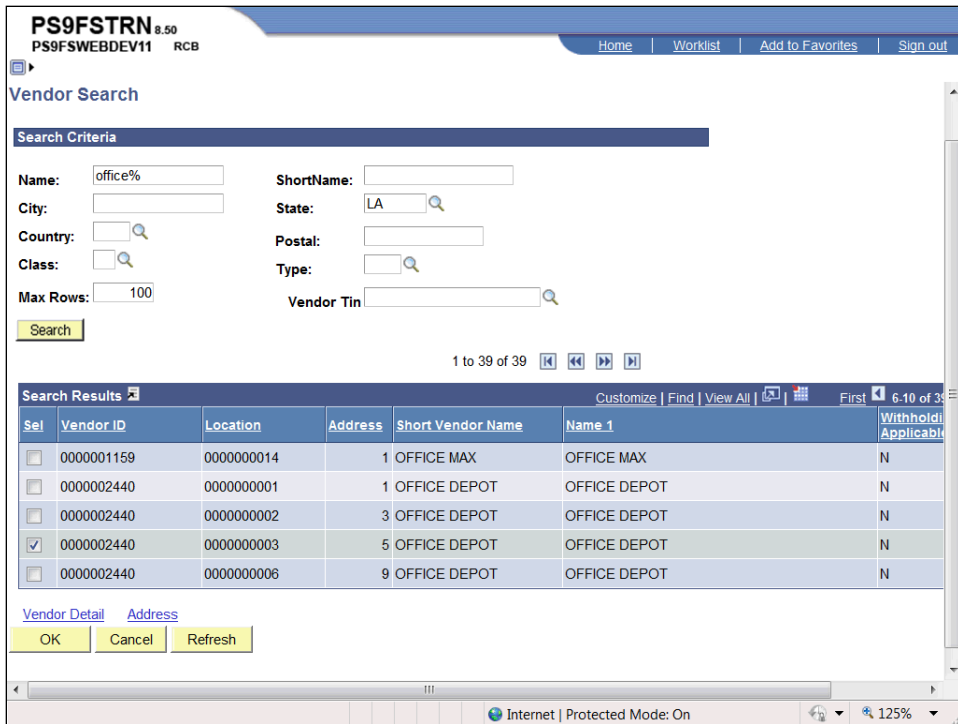 PS9FSTRN 8.50
PS9FSWEBDEV11 RCB
Home | Worklist | Add to Favorites | Sign out
Vendor Search
Search Criteria
Name: office% ShortName:
City: State: LA
Country: Postal:
Class: Type:
Max Rows: 100 Vendor Tin
Search
1 to 39 of 39
Search Results Customize | Find | View All | First 6-10 of 39
Sel Vendor ID Location Address Short Vendor Name Name 1 Withholdi Applicable
0000001159 0000000014 1 OFFICE MAX OFFICE MAX N
0000002440 0000000001 1 OFFICE DEPOT OFFICE DEPOT N
0000002440 0000000002 3 OFFICE DEPOT OFFICE DEPOT N
0000002440 0000000003 5 OFFICE DEPOT OFFICE DEPOT N
0000002440 0000000006 9 OFFICE DEPOT OFFICE DEPOT N
Vendor Detail Address
OK Cancel Refresh
Internet | Protected Mode: On 125%